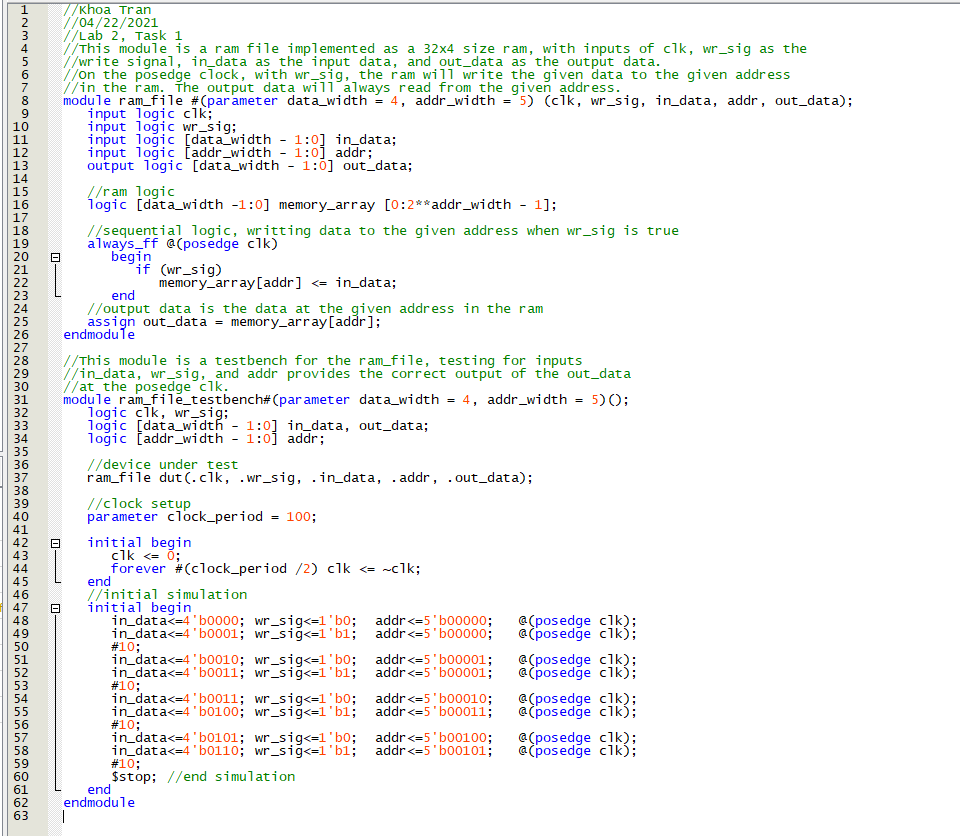 1 //Khoa Tran
2 //04/22/2021
3 //Lab 2, Task 1
4 //This module is a ram file implemented as a 32x4 size ram, with inputs of clk, wr_sig as the
5 //write signal, in_data as the input data, and out_data as the output data.
6 //On the posedge clock, with wr_sig, the ram will write the given data to the given address
7 //in the ram. The output data will always read from the given address.
8 module ram_file #(parameter data_width = 4, addr_width = 5) (clk, wr_sig, in_data, addr, out_data);
9 input logic clk;
10 input logic wr_sig;
11 input logic [data_width - 1:0] in_data;
12 input logic [addr_width - 1:0] addr;
13 output logic [data_width - 1:0] out_data;
14
15 //ram logic
16 logic [data_width -1:0] memory_array [0:2**addr_width - 1];
17
18 //sequential logic, writting data to the given address when wr_sig is true
19 always_ff @(posedge clk)
20 begin
21 if (wr_sig)
22 memory_array[addr] <= in_data;
23 end
24 //output data is the data at the given address in the ram
25 assign out_data = memory_array[addr];
26 endmodule
27
28 //This module is a testbench for the ram_file, testing for inputs
29 //in_data, wr_sig, and addr provides the correct output of the out_data
30 //at the posedge clk.
31 module ram_file_testbench#(parameter data_width = 4, addr_width = 5)();
32 logic clk, wr_sig;
33 logic [data_width - 1:0] in_data, out_data;
34 logic [addr_width - 1:0] addr;
35
36 //device under test
37 ram_file dut(.clk, .wr_sig, .in_data, .addr, .out_data);
38
39 //clock setup
40 parameter clock_period = 100;
41
42 initial begin
43 clk <= 0;
44 forever #(clock_period /2) clk <= ~clk;
45 end
46 //initial simulation
47 initial begin
48 in_data<=4'b0000; wr_sig<=1'b0; addr<=5'b00000; @(posedge clk);
49 in_data<=4'b0001; wr_sig<=1'b1; addr<=5'b00000; @(posedge clk);
50 #10;
51 in_data<=4'b0010; wr_sig<=1'b0; addr<=5'b00001; @(posedge clk);
52 in_data<=4'b0011; wr_sig<=1'b1; addr<=5'b00001; @(posedge clk);
53 #10;
54 in_data<=4'b0011; wr_sig<=1'b0; addr<=5'b00010; @(posedge clk);
55 in_data<=4'b0100; wr_sig<=1'b1; addr<=5'b00011; @(posedge clk);
56 #10;
57 in_data<=4'b0101; wr_sig<=1'b0; addr<=5'b00100; @(posedge clk);
58 in_data<=4'b0110; wr_sig<=1'b1; addr<=5'b00101; @(posedge clk);
59 #10;
60 $stop; //end simulation
61 end
62 endmodule
63